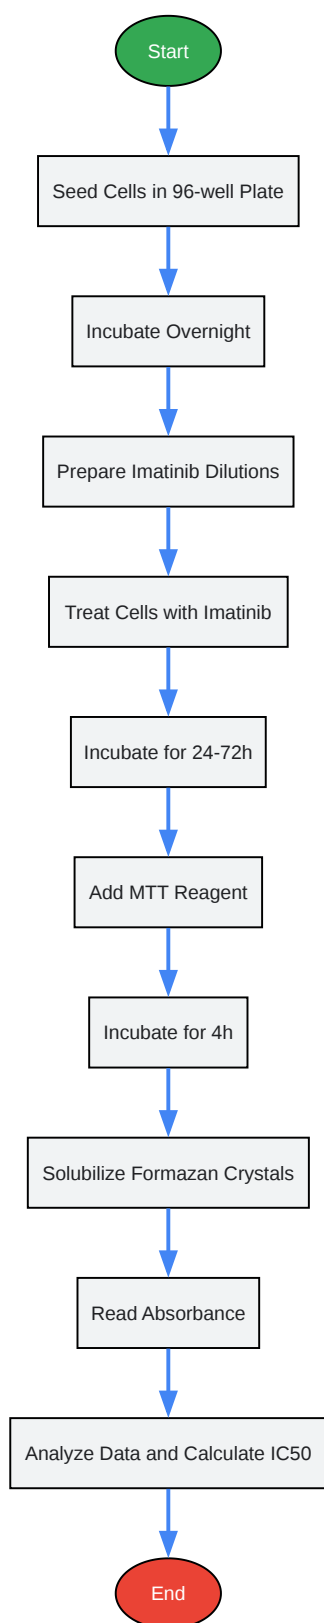 Start
Seed Cells in 96-well Plate
Incubate Overnight
Prepare Imatinib Dilutions
Treat Cells with Imatinib
Incubate for 24-72h
Add MTT Reagent
Incubate for 4h
Solubilize Formazan Crystals
Read Absorbance
Analyze Data and Calculate IC50
End